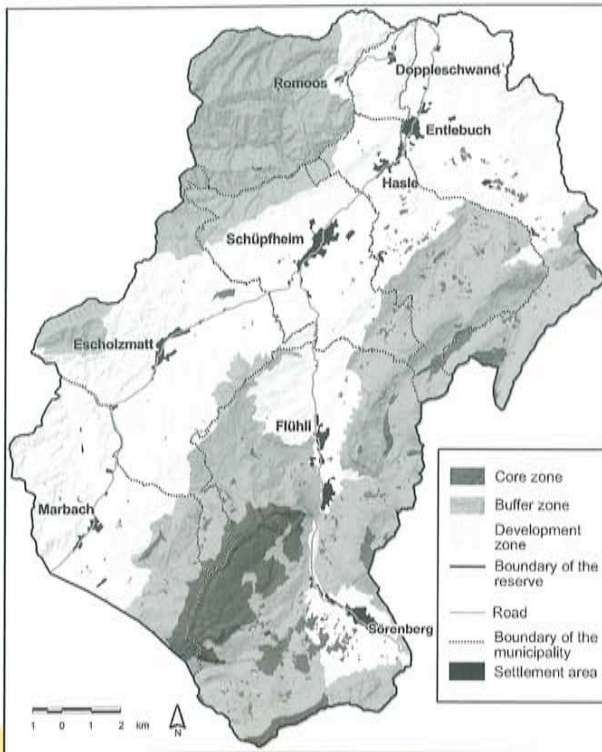 Romoos
Doppleschwand
Entlebuch
Hasle
Schüpfheim
Escholzmatt
Flühli
Marbach
Sörenberg
Core zone
Buffer zone
Development
zone
Boundary of the
reserve
Road
Boundary of the
municipality
Settlement area
1 0 1 2 km
N